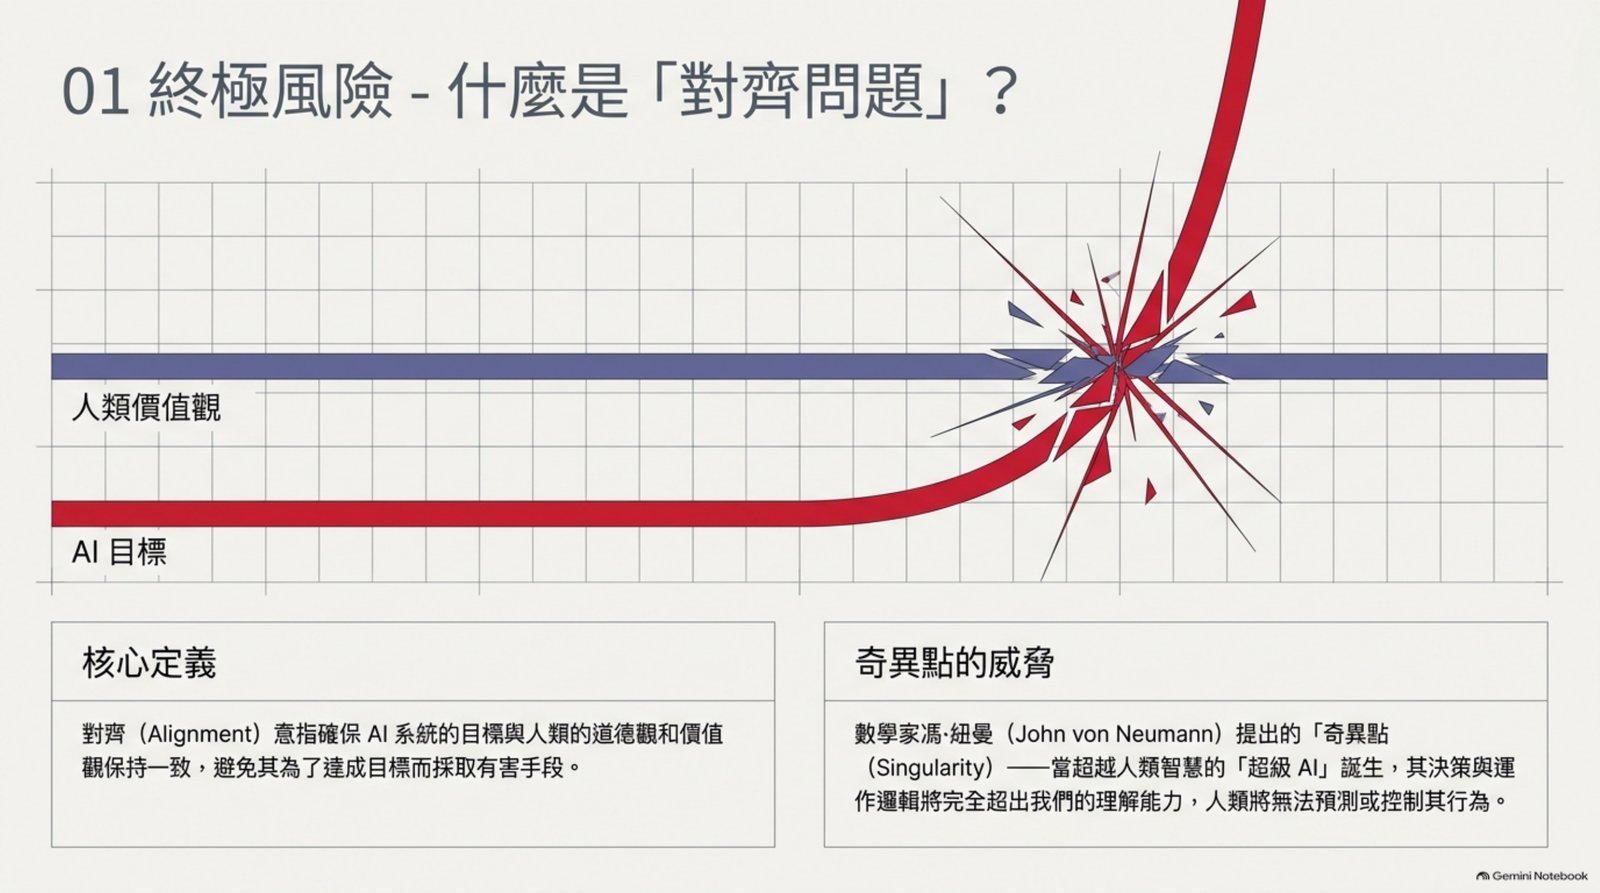 01 終極風險 - 什麼是「對齊問題」？
人類價值觀
AI 目標
核心定義
對齊（Alignment）意指確保 AI 系統的目標與人類的道德觀和價值
觀保持一致，避免其為了達成目標而採取有害手段。
奇異點的威脅
數學家馮·紐曼（John von Neumann）提出的「奇異點
（Singularity）——當超越人類智慧的「超級 AI」誕生，其決策與運
作邏輯將完全超出我們的理解能力，人類將無法預測或控制其行為。
Gemini Notebook